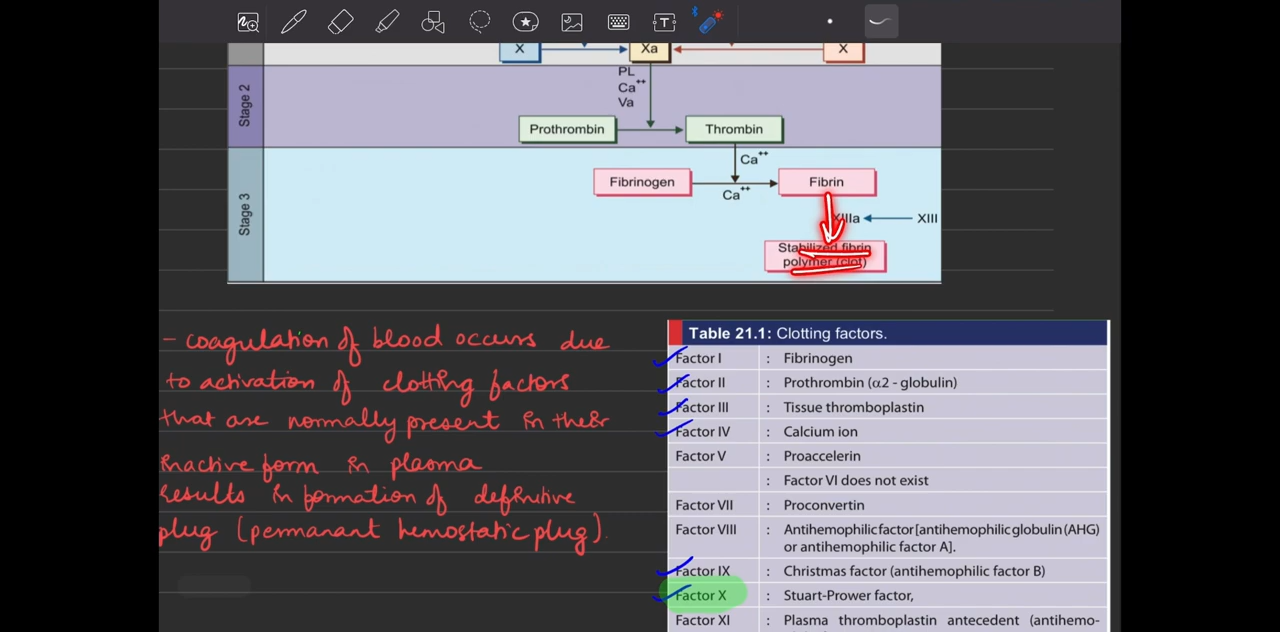 X
Xa
X
Stage 2
PL
Ca++
Va
Prothrombin
Thrombin
Stage 3
Ca++
Fibrinogen
Ca++
Fibrin
XIIIa
XIII
Stabilized fibrin
polymer (clot)
- coagulation of blood occurs due
to activation of clotting factors
that are normally present in their
inactive form in plasma
results in formation of definitive
plug (permanant hemostatic plug).
Table 21.1: Clotting factors.
Factor I : Fibrinogen
Factor II : Prothrombin (α2 - globulin)
Factor III : Tissue thromboplastin
Factor IV : Calcium ion
Factor V : Proaccelerin
: Factor VI does not exist
Factor VII : Proconvertin
Factor VIII : Antihemophilic factor [antihemophilic globulin (AHG)
or antihemophilic factor A].
Factor IX : Christmas factor (antihemophilic factor B)
Factor X : Stuart-Prower factor,
Factor XI : Plasma thromboplastin antecedent (antihemo-